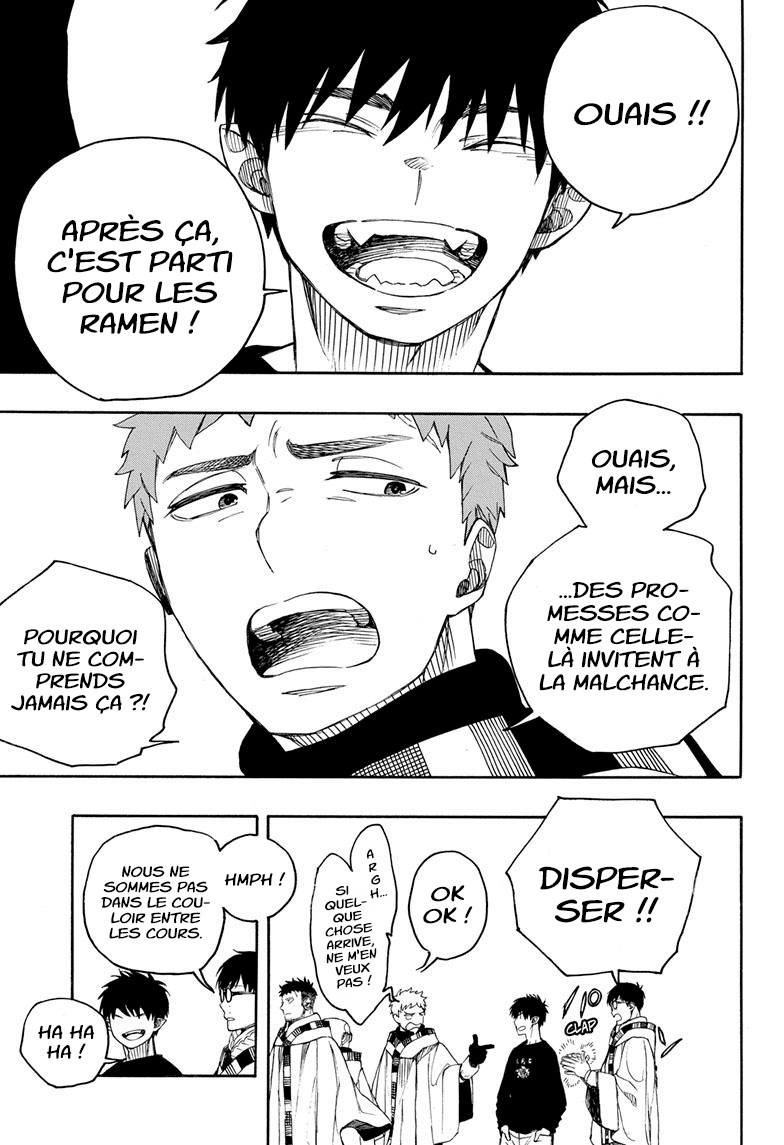 OUAIS !!
APRÈS ÇA,
C'EST PARTI
POUR LES
RAMEN !
OUAIS,
MAIS...
...DES PRO-
MESSES CO-
MME CELLE-
LÀ INVITENT À
LA MALCHANCE.
POURQUOI
TU NE COM-
PRENDS
JAMAIS ÇA ?!
DISPER-
SER !!
CLAP
OK
OK !
ARGH...
SI
QUEL-
QUE
CHOSE
ARRIVE,
NE M'EN
VEUX
PAS !
HMPH !
NOUS NE
SOMMES PAS
DANS LE COU-
LOIR ENTRE
LES COURS.
HA HA
HA !